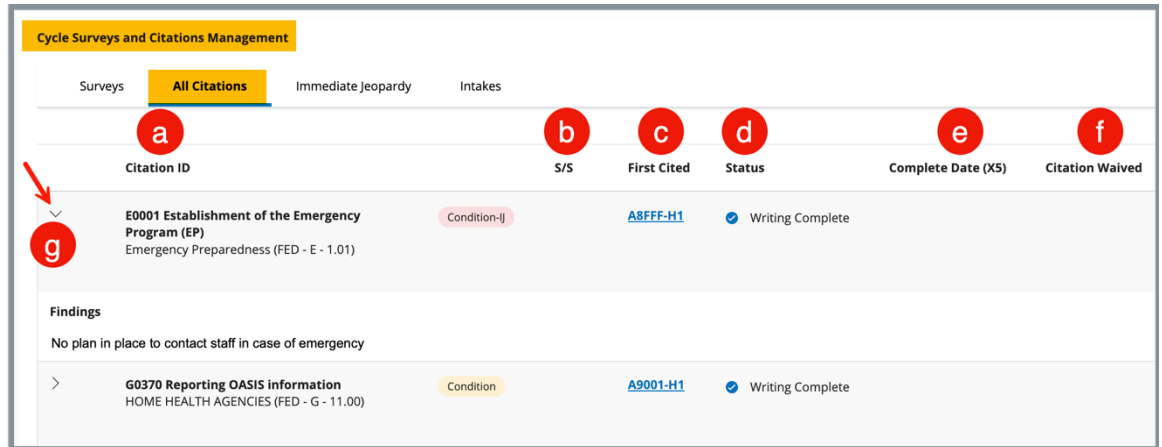 Cycle Surveys and Citations Management
Surveys All Citations Immediate Jeopardy Intakes
a b c d e f
Citation ID S/S First Cited Status Complete Date (X5) Citation Waived
E0001 Establishment of the Emergency Condition-IJ A8FFF-H1 Writing Complete
Program (EP)
g
Emergency Preparedness (FED - E - 1.01)
Findings
No plan in place to contact staff in case of emergency
G0370 Reporting OASIS information Condition A9001-H1 Writing Complete
HOME HEALTH AGENCIES (FED - G - 11.00)